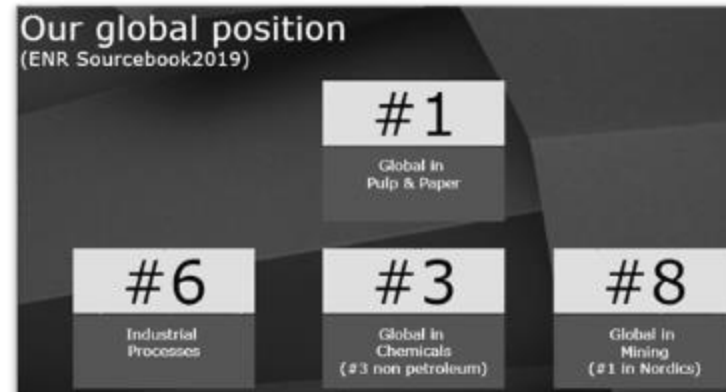 Our global position
(ENR Sourcebook2019)
#1
Global in
Pulp & Paper
#6
Industrial
Processes
#3
Global in
Chemicals
(#3 non petroleum)
#8
Global in
Mining
(#1 in Nordics)